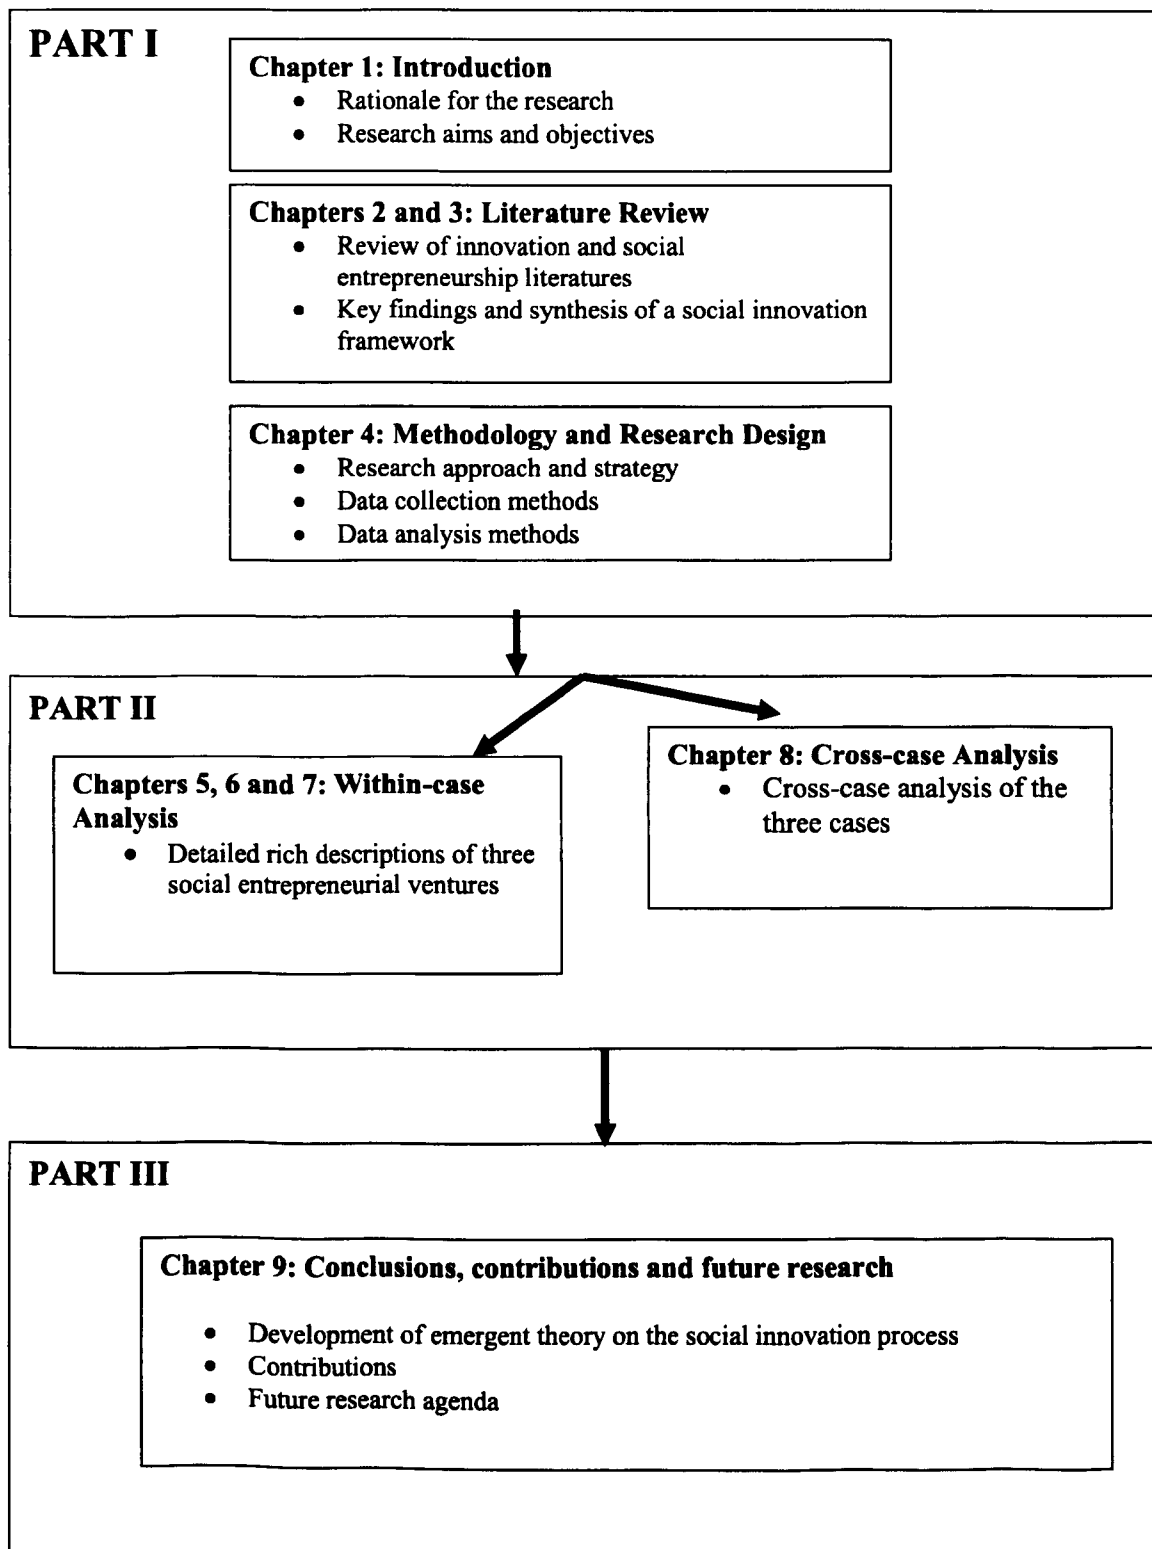 PART I
Chapter 1: Introduction
• Rationale for the research
• Research aims and objectives
Chapters 2 and 3: Literature Review
• Review of innovation and social
entrepreneurship literatures
• Key findings and synthesis of a social innovation
framework
Chapter 4: Methodology and Research Design
• Research approach and strategy
• Data collection methods
• Data analysis methods
PART II
Chapters 5, 6 and 7: Within-case
Analysis
• Detailed rich descriptions of three
social entrepreneurial ventures
Chapter 8: Cross-case Analysis
• Cross-case analysis of the
three cases
PART III
Chapter 9: Conclusions, contributions and future research
• Development of emergent theory on the social innovation process
• Contributions
• Future research agenda